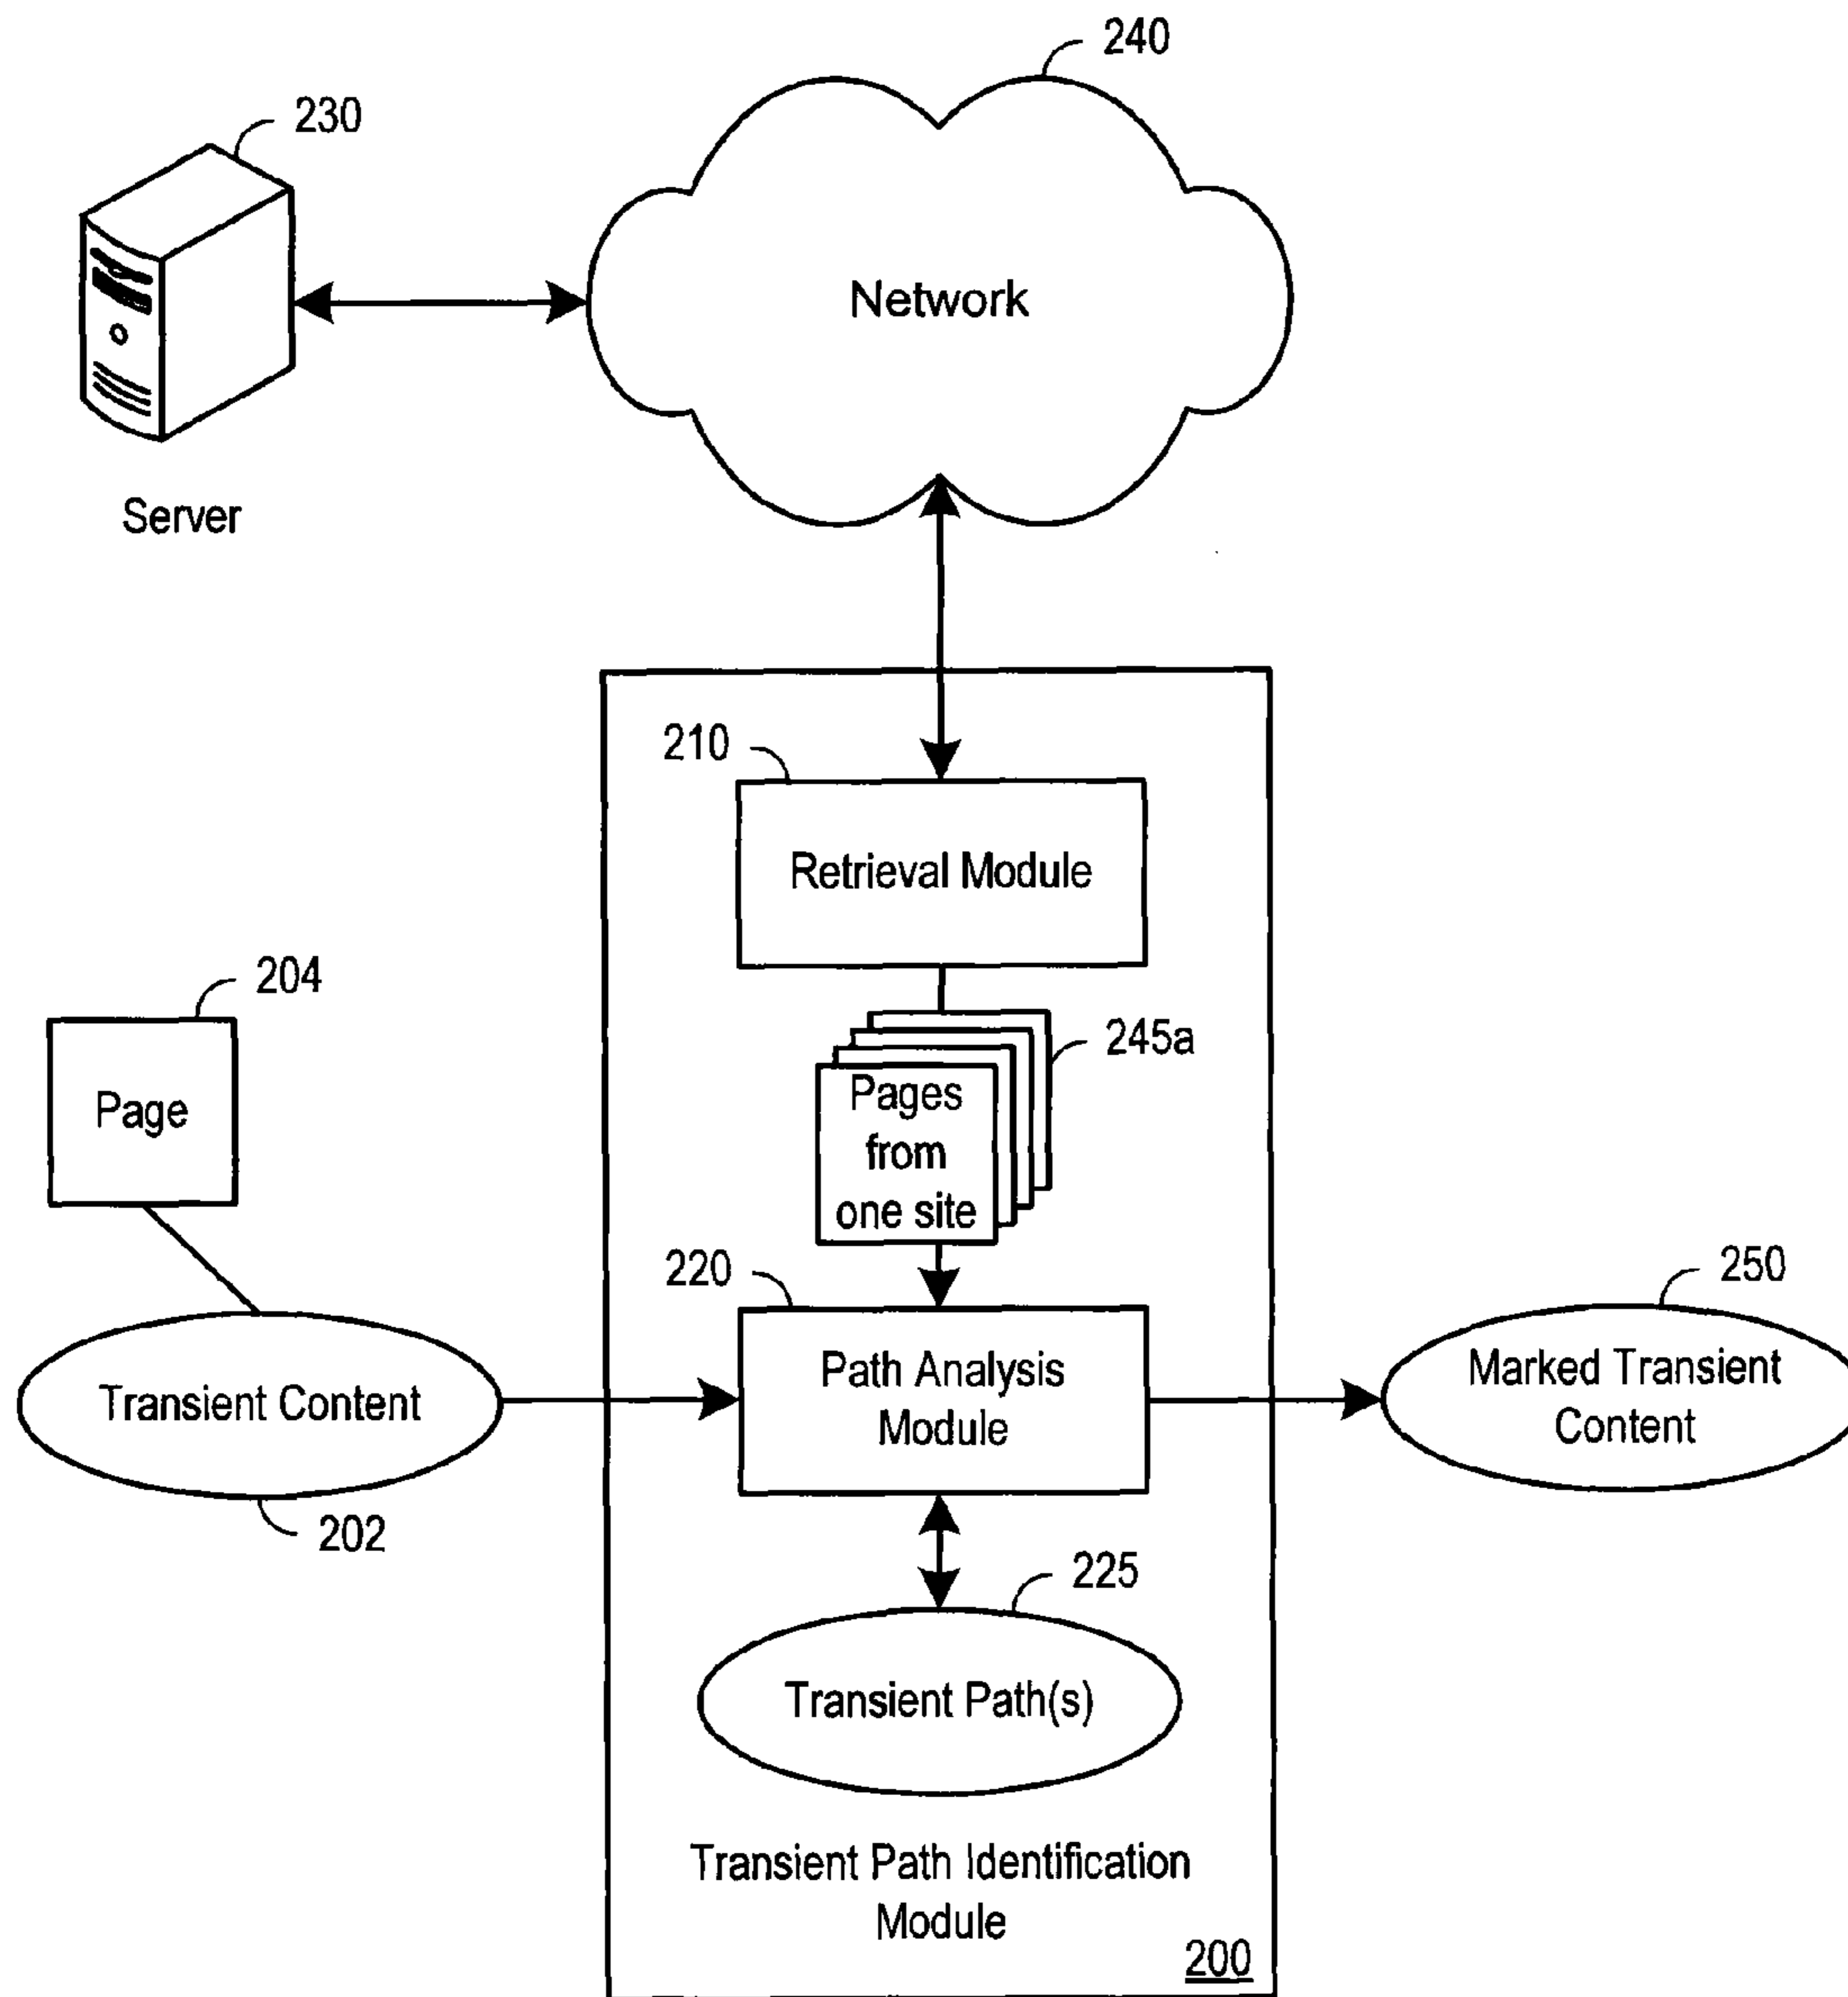 240
230
Network
Server
210
Retrieval Module
204
Page
245a
Pages
from
one site
220
250
Transient Content
Path Analysis
Module
Marked Transient
Content
202
225
Transient Path(s)
Transient Path Identification
Module
200